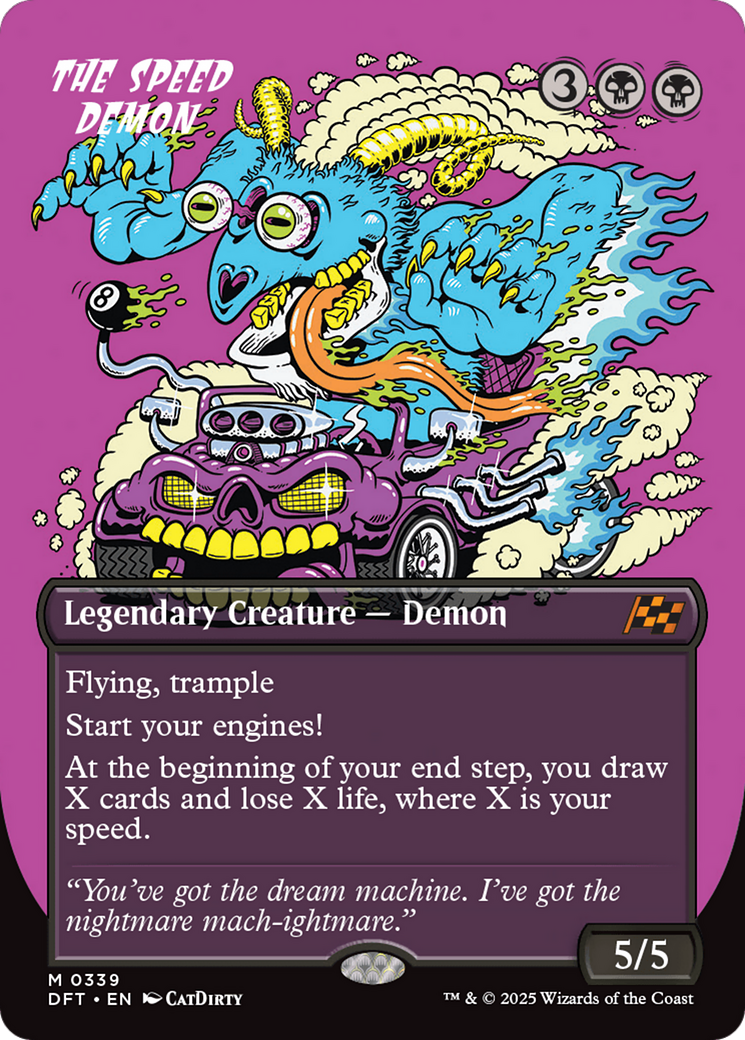 THE SPEED
DEMON
3
8
Legendary Creature — Demon
Flying, trample
Start your engines!
At the beginning of your end step, you draw
X cards and lose X life, where X is your
speed.
“You’ve got the dream machine. I’ve got the
nightmare mach-ightmare.”
5/5
M 0339
DFT • EN CATDIRTY
™ & © 2025 Wizards of the Coast